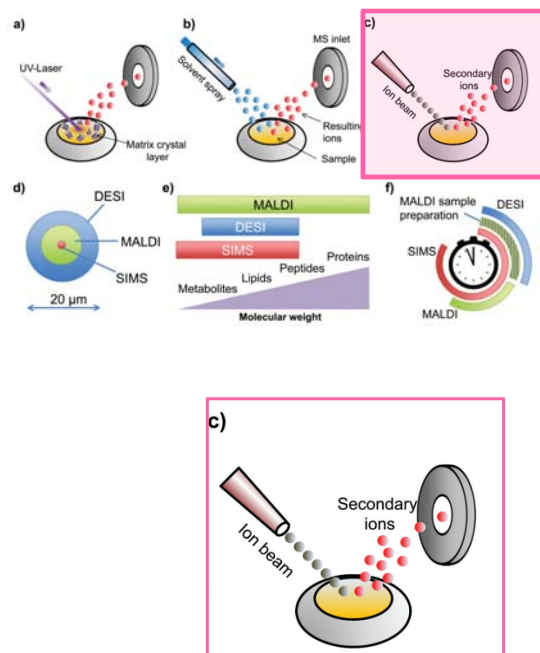 a)
UV-Laser
Matrix crystal
layer
b)
Solvent spray
MS inlet
Resulting
ions
Sample
c)
Ion beam
Secondary
ions
d)
DESI
MALDI
SIMS
20 µm
e)
MALDI
DESI
SIMS
Proteins
Peptides
Lipids
Metabolites
Molecular weight
f)
MALDI sample
preparation
DESI
SIMS
MALDI
c)
Ion beam
Secondary
ions